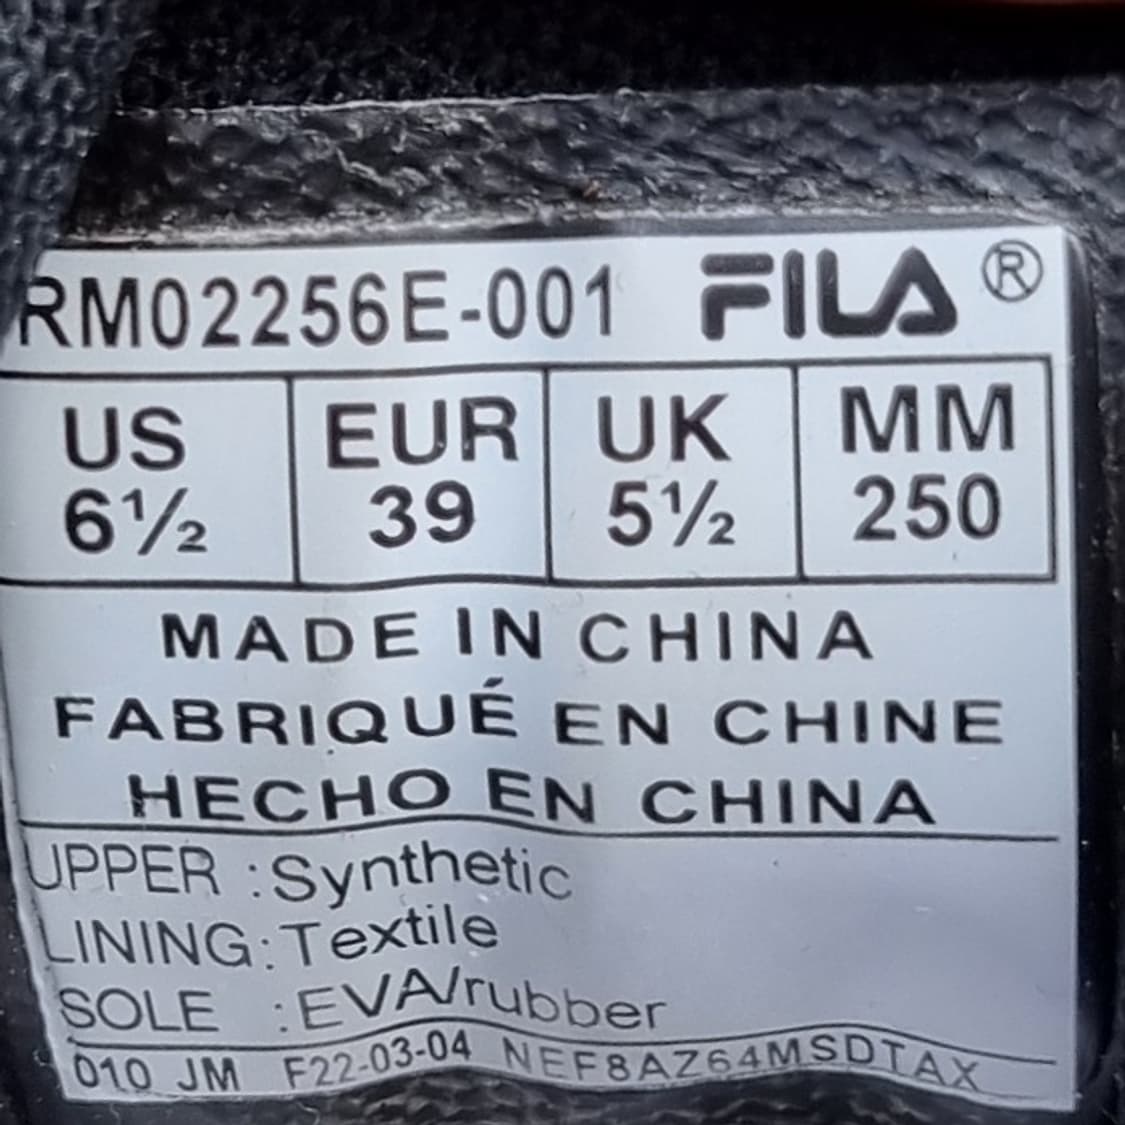 RM02256E-001 FILA ®
US EUR UK MM
6½ 39 5½ 250
MADE IN CHINA
FABRIQUÉ EN CHINE
HECHO EN CHINA
UPPER :Synthetic
LINING:Textile
SOLE :EVA/rubber
010 JM F22-03-04 NEF8AZ64MSDTAX